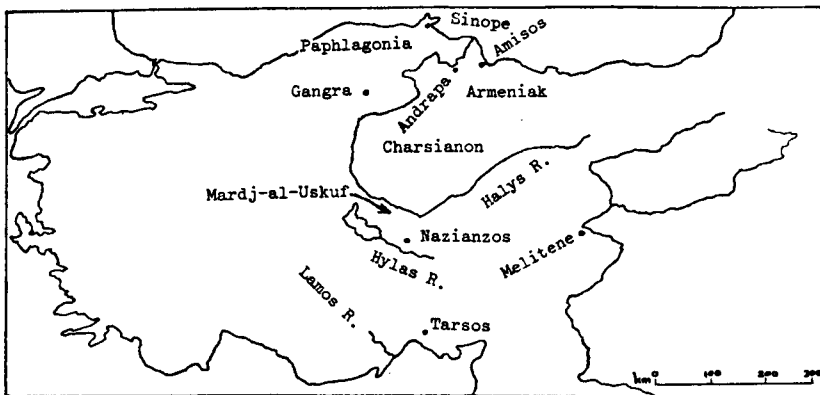 Sinope
Paphlagonia
Amisos
Gangra
Andrapa
Armeniak
Charsianon
Halys R.
Mardj-al-Uskuf
Nazianzos
Hylas R.
Melitene
Lamos R.
Tarsos
km 0 100 200 300